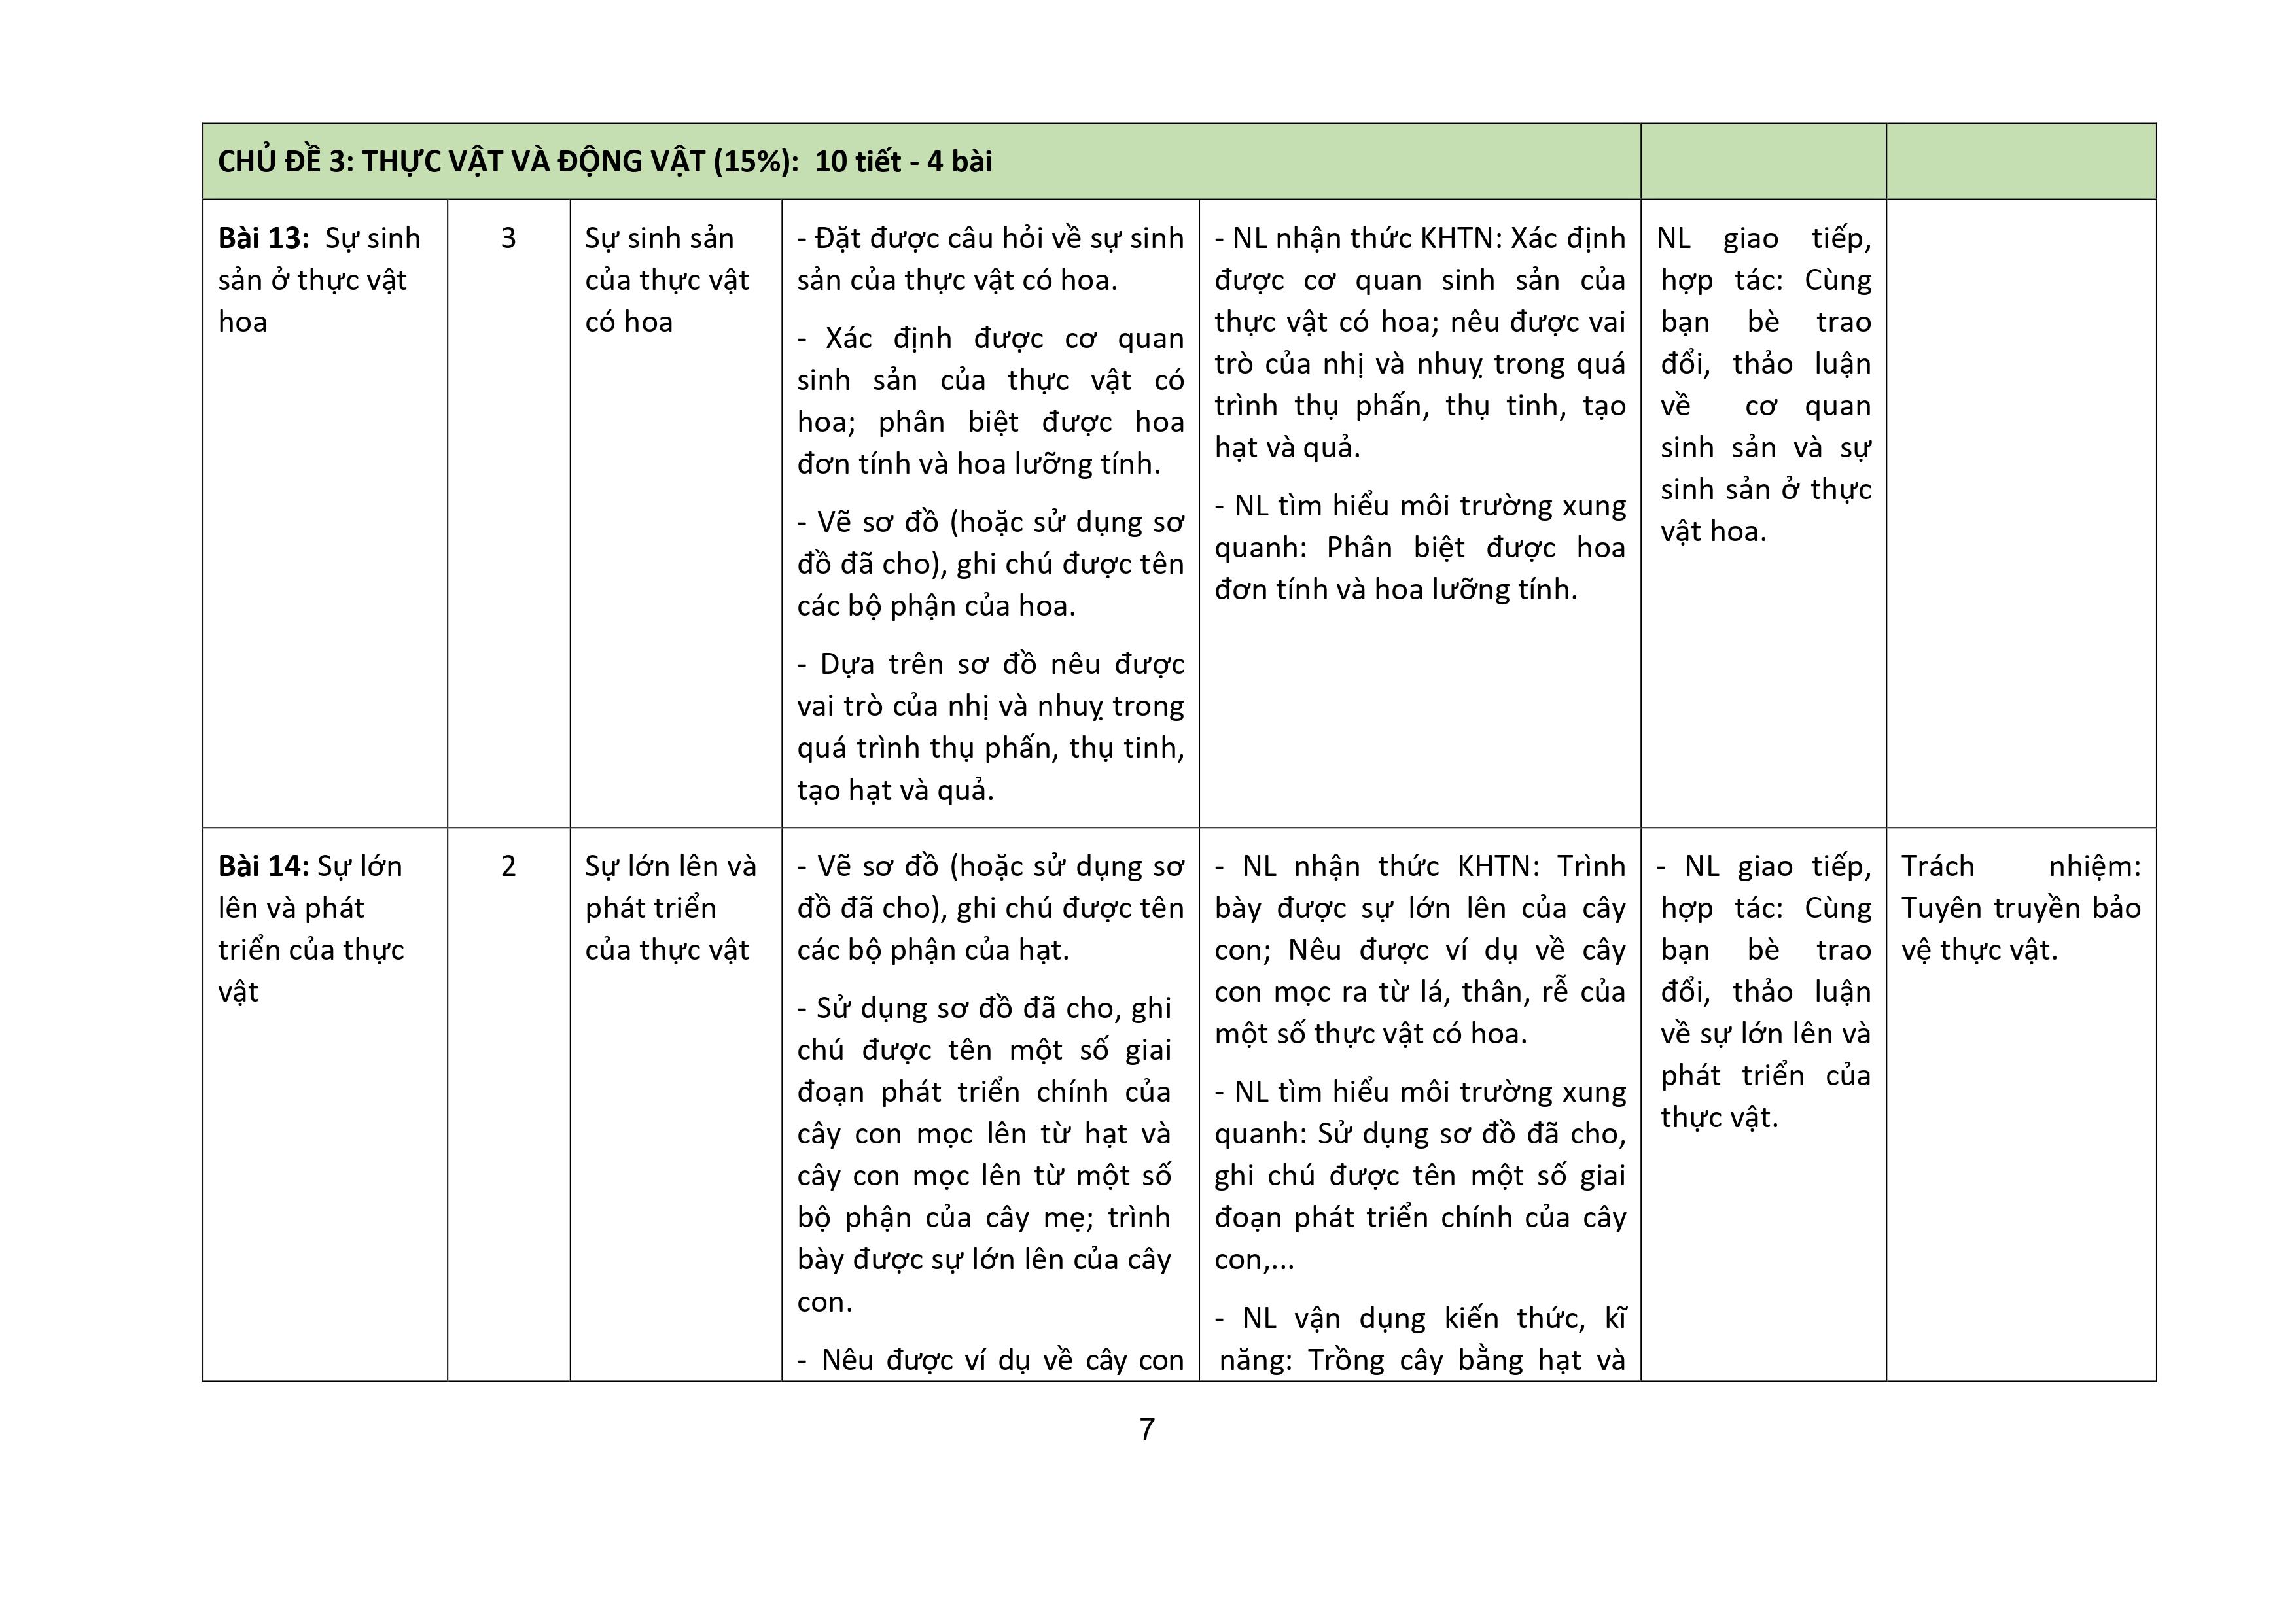 CHỦ ĐỀ 3: THỰC VẬT VÀ ĐỘNG VẬT (15%): 10 tiết - 4 bài
Bài 13: Sự sinh
sản ở thực vật
hoa
3
Sự sinh sản
của thực vật
có hoa
- Đặt được câu hỏi về sự sinh
sản của thực vật có hoa.
- Xác định được cơ quan
sinh sản của thực vật có
hoa; phân biệt được hoa
đơn tính và hoa lưỡng tính.
- Vẽ sơ đồ (hoặc sử dụng sơ
đồ đã cho), ghi chú được tên
các bộ phận của hoa.
- Dựa trên sơ đồ nêu được
vai trò của nhị và nhuỵ trong
quá trình thụ phấn, thụ tinh,
tạo hạt và quả.
- NL nhận thức KHTN: Xác định
được cơ quan sinh sản của
thực vật có hoa; nêu được vai
trò của nhị và nhuỵ trong quá
trình thụ phấn, thụ tinh, tạo
hạt và quả.
- NL tìm hiểu môi trường xung
quanh: Phân biệt được hoa
đơn tính và hoa lưỡng tính.
NL giao tiếp,
hợp tác: Cùng
bạn bè trao
đổi, thảo luận
về cơ quan
sinh sản và sự
sinh sản ở thực
vật hoa.
Bài 14: Sự lớn
lên và phát
triển của thực
vật
2
Sự lớn lên và
phát triển
của thực vật
- Vẽ sơ đồ (hoặc sử dụng sơ
đồ đã cho), ghi chú được tên
các bộ phận của hạt.
- Sử dụng sơ đồ đã cho, ghi
chú được tên một số giai
đoạn phát triển chính của
cây con mọc lên từ hạt và
cây con mọc lên từ một số
bộ phận của cây mẹ; trình
bày được sự lớn lên của cây
con.
- Nêu được ví dụ về cây con
- NL nhận thức KHTN: Trình
bày được sự lớn lên của cây
con; Nêu được ví dụ về cây
con mọc ra từ lá, thân, rễ của
một số thực vật có hoa.
- NL tìm hiểu môi trường xung
quanh: Sử dụng sơ đồ đã cho,
ghi chú được tên một số giai
đoạn phát triển chính của cây
con,...
- NL vận dụng kiến thức, kĩ
năng: Trồng cây bằng hạt và
- NL giao tiếp,
hợp tác: Cùng
bạn bè trao
đổi, thảo luận
về sự lớn lên và
phát triển của
thực vật.
Trách nhiệm:
Tuyên truyền bảo
vệ thực vật.
7